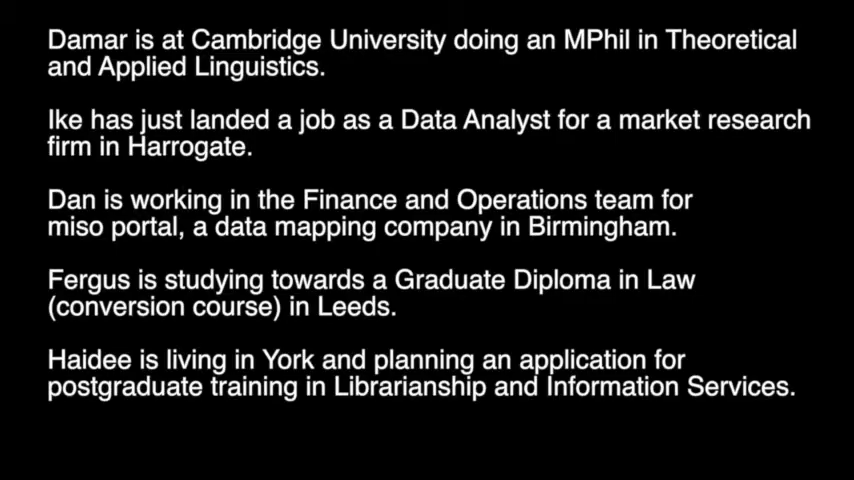 Damar is at Cambridge University doing an MPhil in Theoretical
and Applied Linguistics.
Ike has just landed a job as a Data Analyst for a market research
firm in Harrogate.
Dan is working in the Finance and Operations team for
miso portal, a data mapping company in Birmingham.
Fergus is studying towards a Graduate Diploma in Law
(conversion course) in Leeds.
Haidee is living in York and planning an application for
postgraduate training in Librarianship and Information Services.